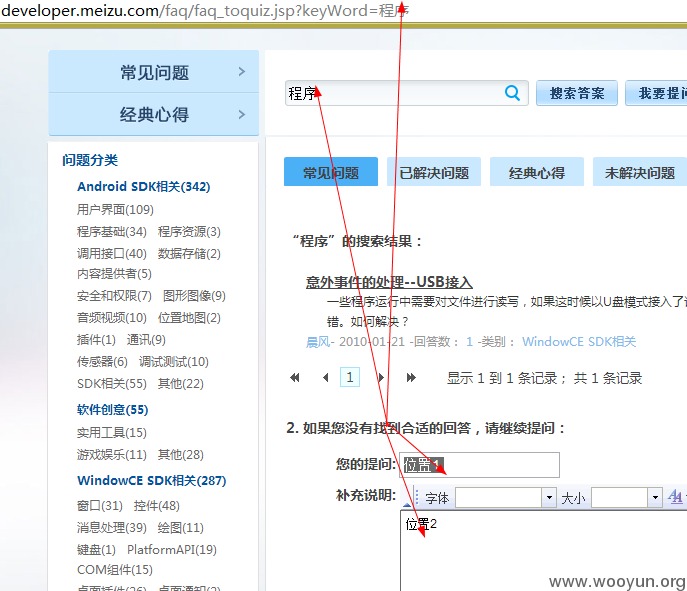 developer.meizu.com/faq/faq_toquiz.jsp?keyWord=程序
常见问题 >
经典心得 >
程序
搜索答案
我要提问
问题分类
Android SDK相关(342)
用户界面(109)
程序基础(34) 程序资源(3)
调用接口(40) 数据存储(2)
内容提供者(5)
安全和权限(7) 图形图像(9)
音频视频(10) 位置地图(2)
插件(1) 通讯(9)
传感器(6) 调试测试(10)
SDK相关(55) 其他(22)
软件创意(55)
实用工具(15)
游戏娱乐(11) 其他(28)
WindowCE SDK相关(287)
窗口(31) 控件(48)
消息处理(39) 绘图(11)
键盘(1) PlatformAPI(19)
COM组件(15)
桌面插件(26) 桌面通知(2)
常见问题 已解决问题 经典心得 未解决问题
“程序”的搜索结果：
意外事件的处理--USB接入
一些程序运行中需要对文件进行读写，如果这时候以U盘模式接入了
错。如何解决？
晨风- 2010-01-21 -回答数： 1 -类别： WindowCE SDK相关
1 显示 1 到 1 条记录； 共 1 条记录
2. 如果您没有找到合适的回答，请继续提问：
您的提问: 位置1
补充说明: 字体 大小
位置2
www.wooyun.org